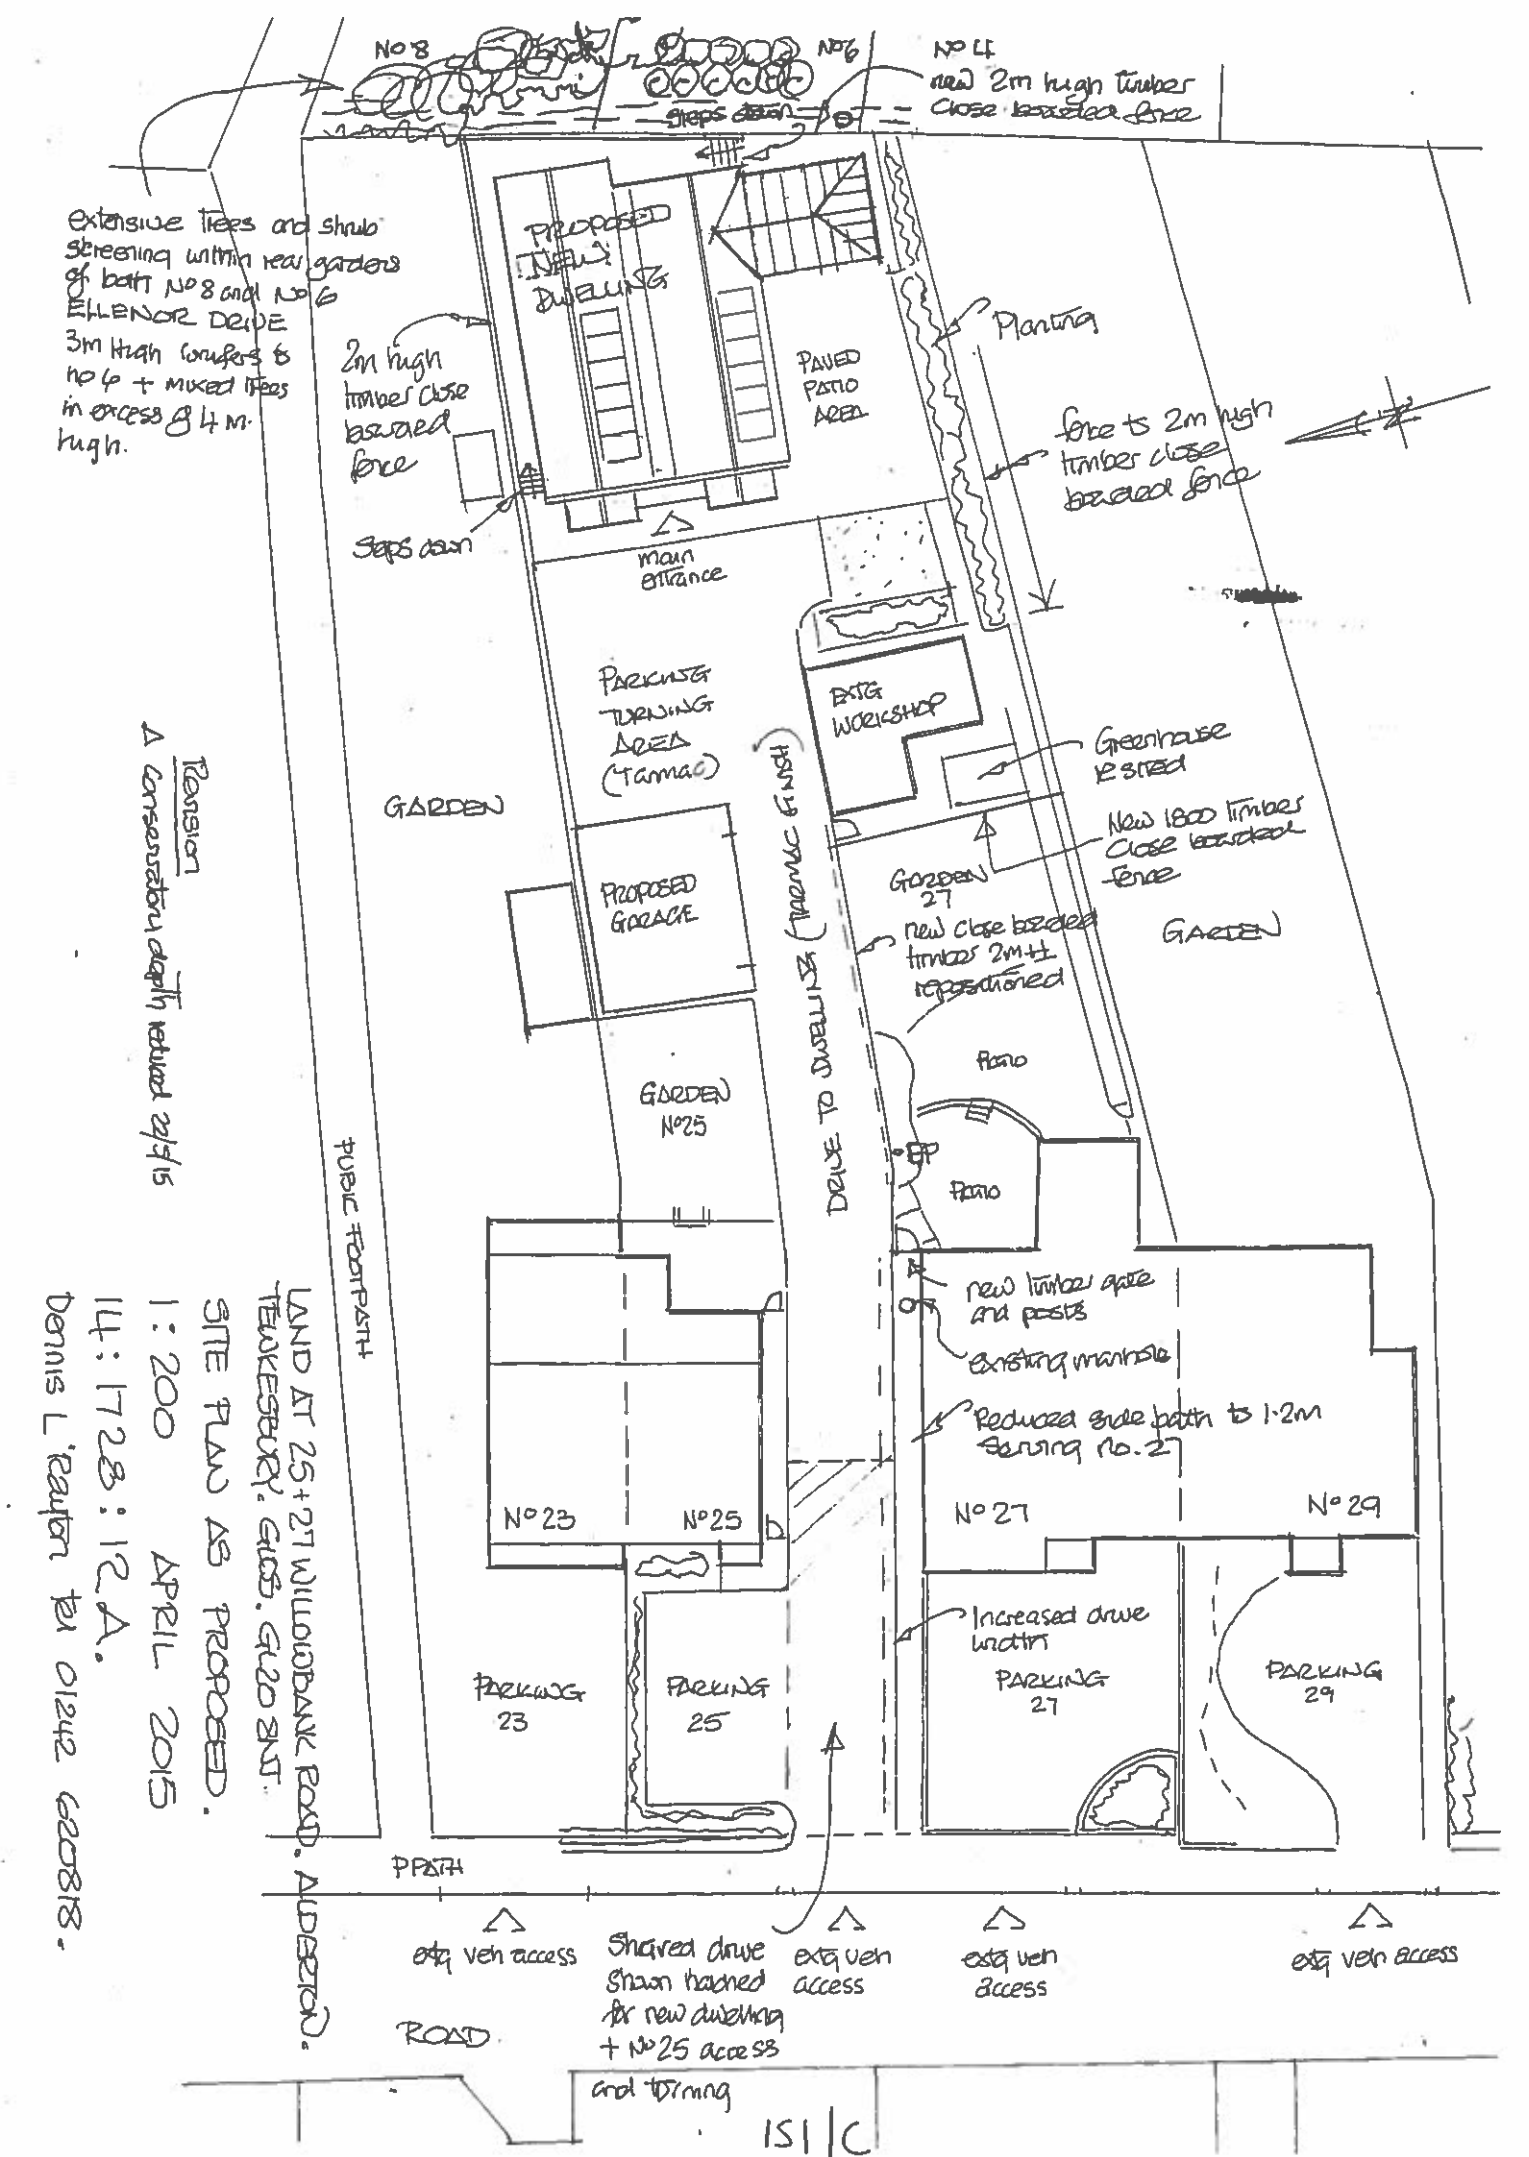 No 8
No 6
No 4
new 2m high timber
close boarded fence
steps down
extensive trees and shrub
screening within rear gardens
of both No 8 and No 6
ELLENOR DRIVE
3m High conifers to
no 6 + mixed trees
in excess of 4 m.
high.
PROPOSED
NEW
DWELLING
2m high
timber close
boarded
fence
PAVED
PATIO
AREA
Planting
fence to 2m high
timber close
boarded fence
N
steps down
main
entrance
PARKING
TURNING
AREA
(Tarmac)
EXTG
WORKSHOP
Greenhouse
resited
New 1800 timber
close boarded
fence
GARDEN
GARDEN
27
GARDEN
PROPOSED
GARAGE
new close boarded
timber 2m H
repositioned
DRIVE TO DWELLING (TARMAC FINISH)
Patio
GARDEN
No 25
EP
Patio
PUBLIC FOOTPATH
Revision
A conservatory depth reduced 22/5/15
new timber gate
and posts
existing manhole
Reduced side path to 1.2m
serving no. 27
No 23
No 25
No 27
No 29
Increased drive
width
PARKING
23
PARKING
25
PARKING
27
PARKING
29
P PATH
extg veh access
Shared drive
shown hatched
for new dwelling
+ No 25 access
and turning
extg veh
access
extg veh
access
extg veh access
ROAD
LAND AT 25+27 WILLOWBANK ROAD. ALDERTON.
TEWKESBURY. GLOS. GL20 8NT.
SITE PLAN AS PROPOSED.
1:200 APRIL 2015
14:1728:12 A.
Dennis L Rayton Tel 01242 620818.
151/C